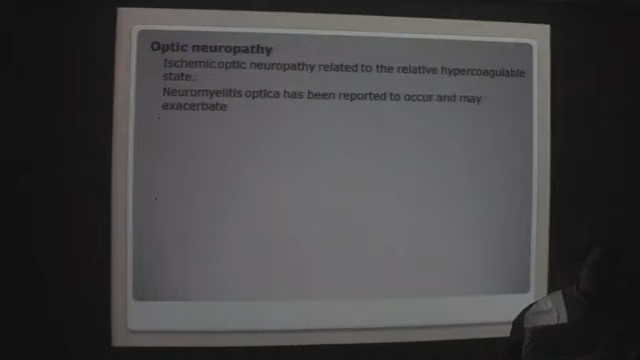 Optic neuropathy
Ischemic optic neuropathy related to the relative hypercoagulable
state.
Neuromyelitis optica has been reported to occur and may
exacerbate